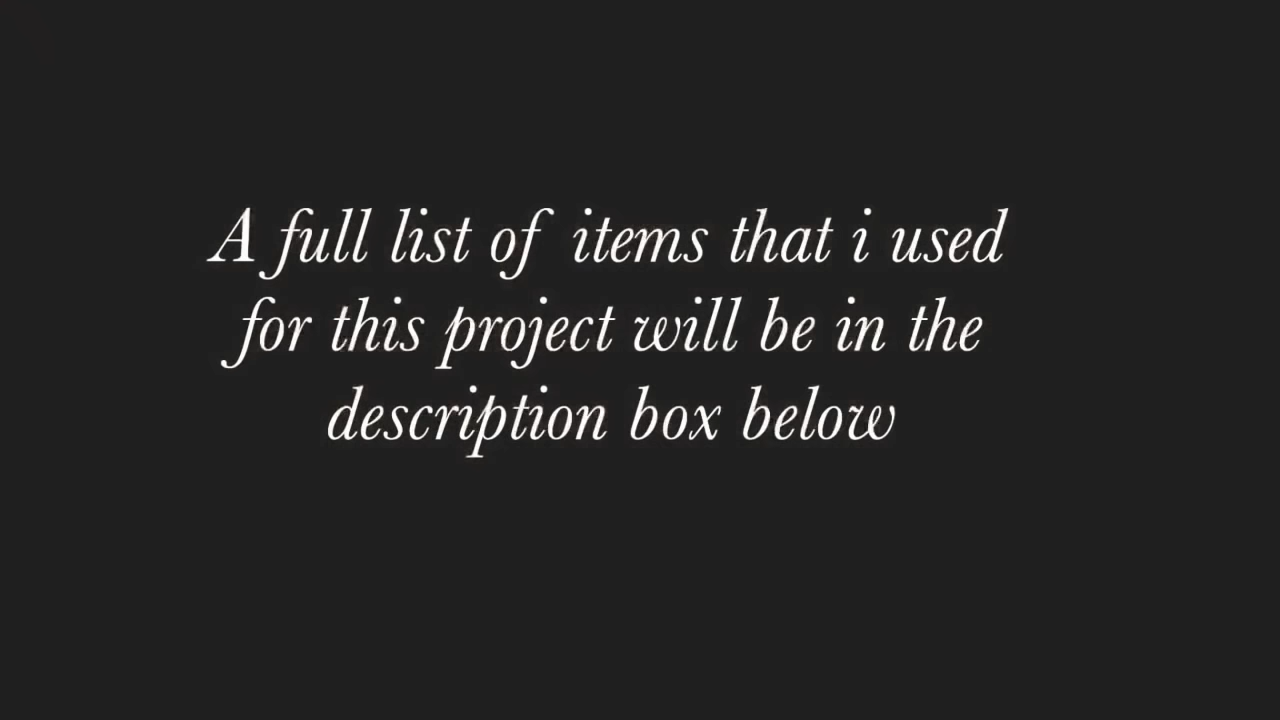 A full list of items that i used
for this project will be in the
description box below